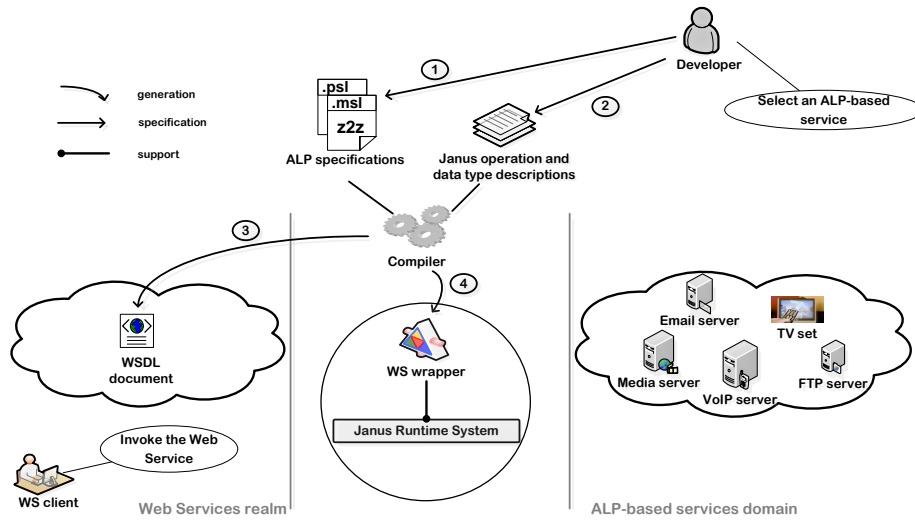 Developer
Select an ALP-based
service
1
2
generation
specification
support
.psl
.msl
z2z
ALP specifications
Janus operation and
data type descriptions
3
Compiler
4
WSDL
document
WS wrapper
Janus Runtime System
Email server
TV set
Media server
VoIP server
FTP server
Invoke the Web
Service
WS client
Web Services realm
ALP-based services domain